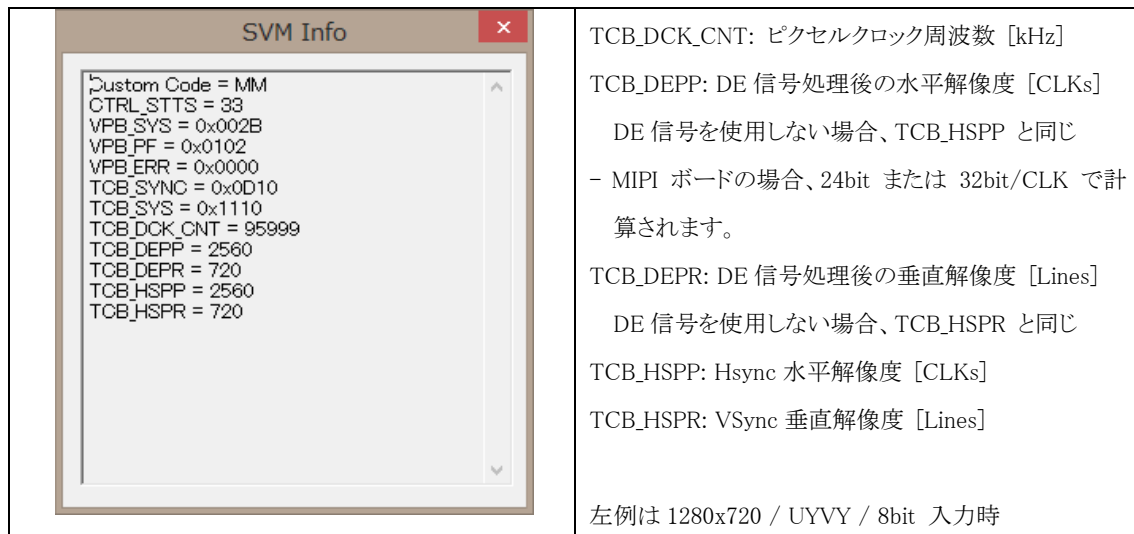 SVM Info
Custom Code = MM
CTRL_STTS = 33
VPB_SYS = 0x002B
VPB_PF = 0x0102
VPB_ERR = 0x0000
TCB_SYNC = 0x0D10
TCB_SYS = 0x1110
TCB_DCK_CNT = 95999
TCB_DEPP = 2560
TCB_DEPR = 720
TCB_HSPP = 2560
TCB_HSPR = 720
TCB_DCK_CNT: ピクセルクロック周波数 [kHz]
TCB_DEPP: DE 信号処理後の水平解像度 [CLKs]
DE 信号を使用しない場合、TCB_HSPP と同じ
- MIPI ボードの場合、24bit または 32bit/CLK で計
算されます。
TCB_DEPR: DE 信号処理後の垂直解像度 [Lines]
DE 信号を使用しない場合、TCB_HSPR と同じ
TCB_HSPP: Hsync 水平解像度 [CLKs]
TCB_HSPR: VSync 垂直解像度 [Lines]
左例は 1280x720 / UYVY / 8bit 入力時